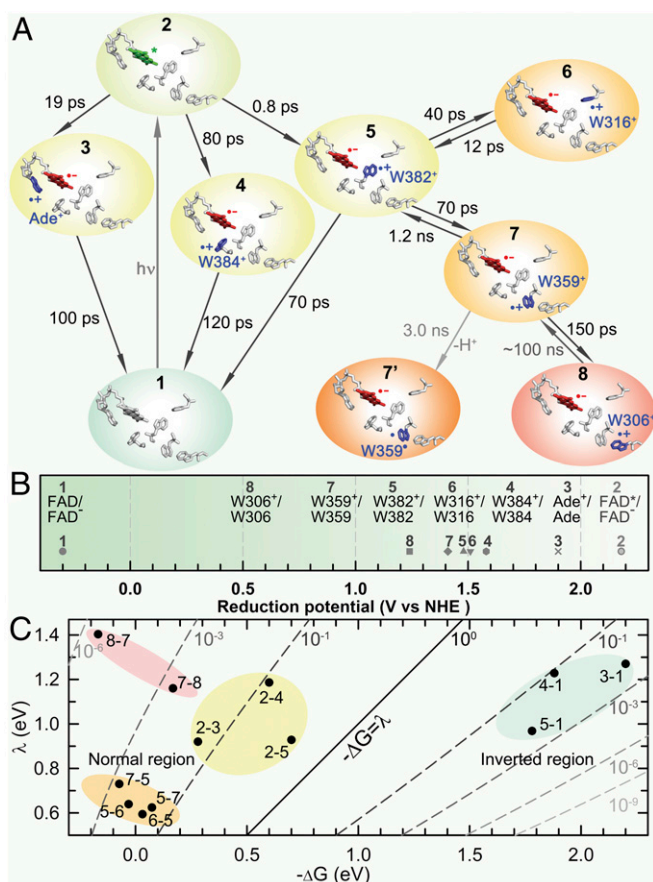 A
2
*
19 ps
0.8 ps
80 ps
3
•−
•+
Ade+
4
•−
•+
W384+
5
•−
•+
W382+
40 ps
12 ps
6
•−
•+
W316+
70 ps
1.2 ns
7
•−
•+
W359+
hν
100 ps
120 ps
70 ps
3.0 ns
-H+
150 ps
~100 ns
1
7’
•−
W359•
8
•−
W306+
•+
B
1 8 7 5 6 4 3 2
FAD/ W306+/ W359+/ W382+/ W316+/ W384+/ Ade+/ FAD*/
FAD- W306 W359 W382 W316 W384 Ade FAD-
1 8 7 5 6 4 3 2
0.0 0.5 1.0 1.5 2.0
Reduction potential (V vs NHE )
C
1.4
1.2
1.0
0.8
0.6
λ (eV)
10-6
10-3
10-1
100
10-1
10-3
10-6
10-9
8-7
7-8
2-4
2-3
2-5
4-1
3-1
5-1
-ΔG=λ
Normal region
Inverted region
7-5
5-7
5-6
6-5
0.0 0.5 1.0 1.5 2.0
-ΔG (eV)